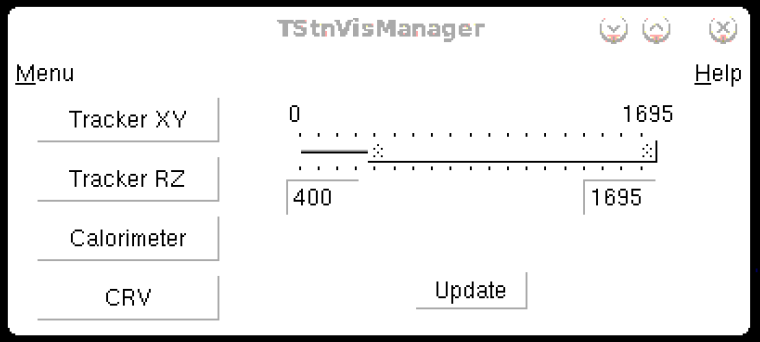 TStnVisManager
Menu Help
Tracker XY
0 1695
Tracker RZ
400 1695
Calorimeter
CRV
Update